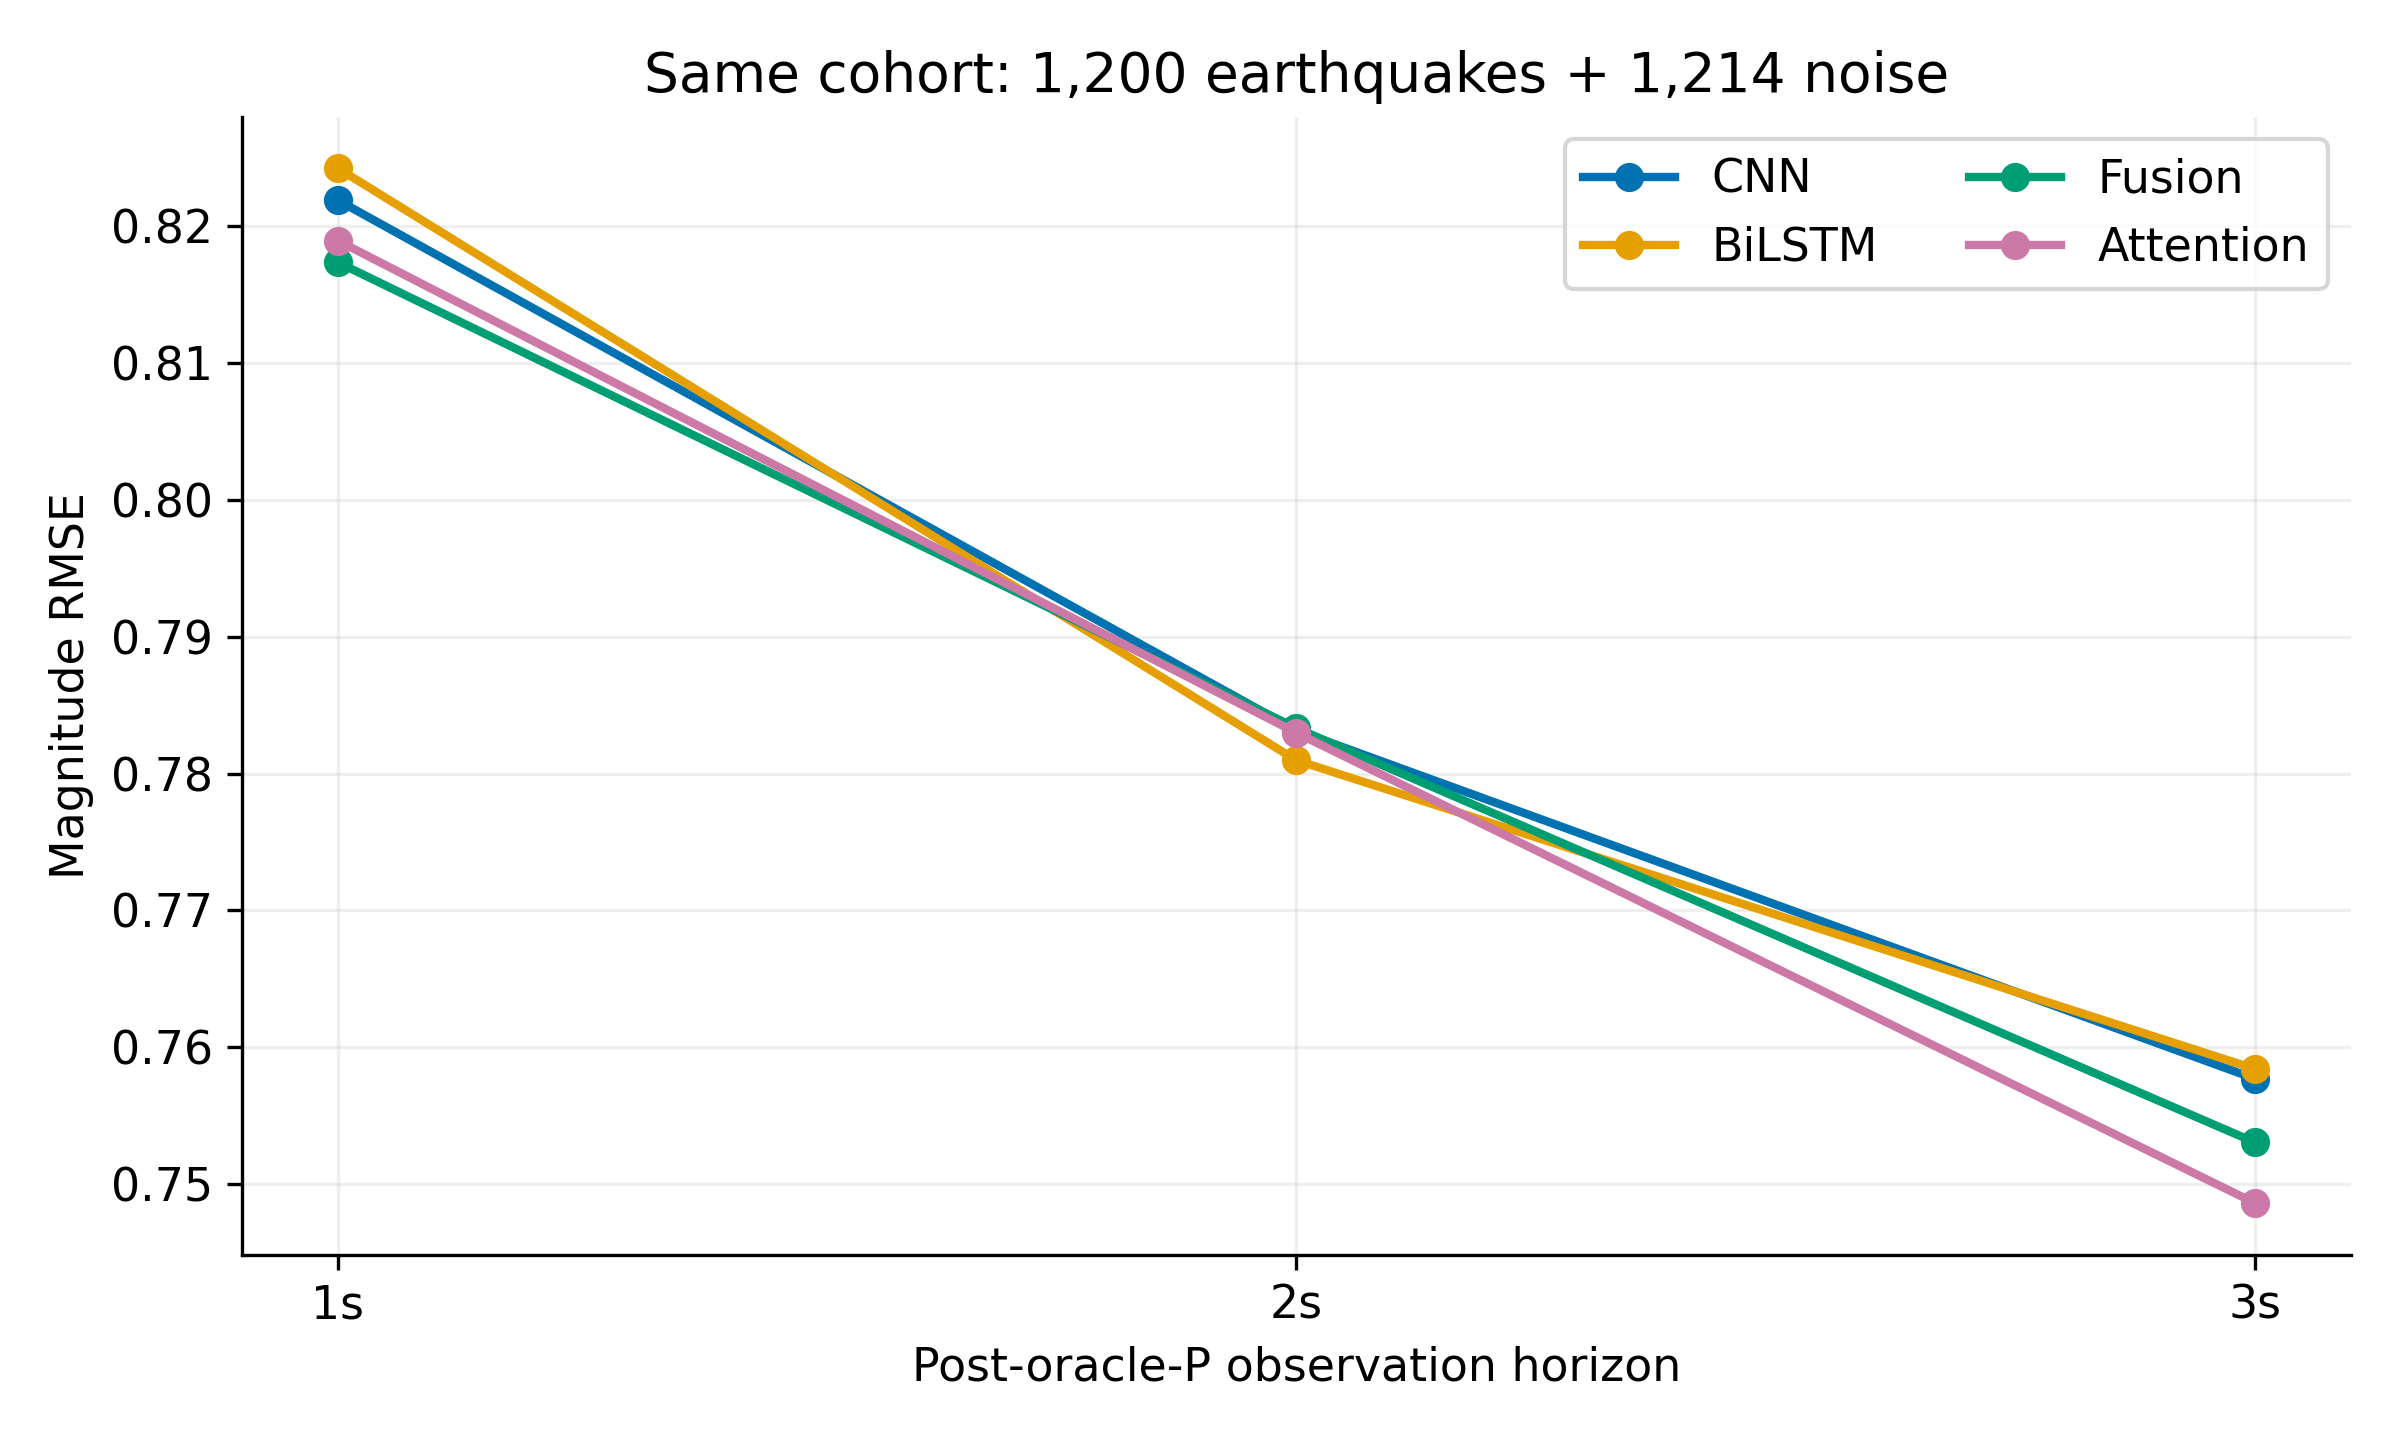 Same cohort: 1,200 earthquakes + 1,214 noise
CNN
BiLSTM
Fusion
Attention
Magnitude RMSE
0.82
0.81
0.80
0.79
0.78
0.77
0.76
0.75
1s
2s
3s
Post-oracle-P observation horizon